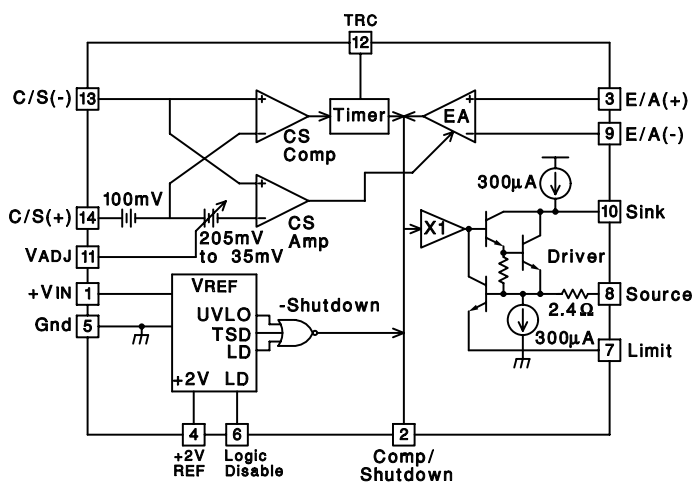 TRC
12
C/S(-) 13
+
-
CS
Comp
Timer
EA
+
-
3 E/A(+)
9 E/A(-)
100mV
C/S(+) 14
+
-
CS
Amp
205mV
to 35mV
VADJ 11
300µA
10 Sink
X1
Driver
+VIN 1
Gnd 5
VREF
UVLO
TSD
LD
-Shutdown
+2V LD
2.4Ω
8 Source
300µA
7 Limit
4
+2V
REF
6
Logic
Disable
2
Comp/
Shutdown